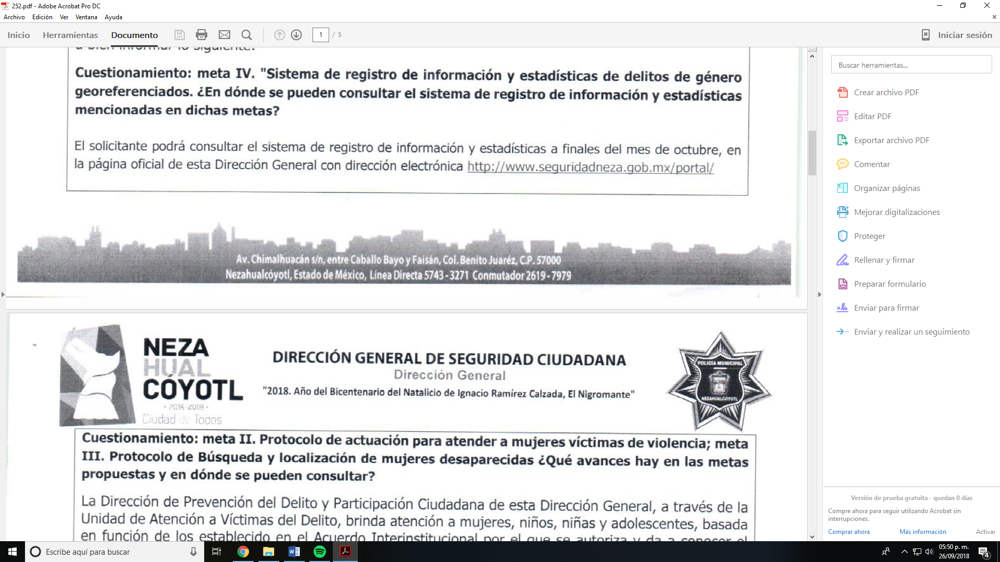 252.pdf - Adobe Acrobat Pro DC
Archivo Edición Ver Ventana Ayuda
Inicio Herramientas Documento 1 / 5 Iniciar sesión
a bien informar lo siguiente:
Cuestionamiento: meta IV. "Sistema de registro de información y estadísticas de delitos de género
georeferenciados. ¿En dónde se pueden consultar el sistema de registro de información y estadísticas
mencionadas en dichas metas?
El solicitante podrá consultar el sistema de registro de información y estadísticas a finales del mes de octubre, en
la página oficial de esta Dirección General con dirección electrónica http://www.seguridadneza.gob.mx/portal/
Av. Chimalhuacán s/n, entre Caballo Bayo y Faisán, Col. Benito Juaréz, C.P. 57000
Nezahualcóyotl, Estado de México, Línea Directa 5743 - 3271 Conmutador 2619 - 7979
NEZA
HUAL
CÓYOTL
· 2016-2018 ·
Ciudad de Todos
DIRECCIÓN GENERAL DE SEGURIDAD CIUDADANA
Dirección General
"2018. Año del Bicentenario del Natalicio de Ignacio Ramírez Calzada, El Nigromante"
POLICIA MUNICIPAL
NEZAHUALCÓYOTL
Cuestionamiento: meta II. Protocolo de actuación para atender a mujeres víctimas de violencia; meta
III. Protocolo de Búsqueda y localización de mujeres desaparecidas ¿Qué avances hay en las metas
propuestas y en dónde se pueden consultar?
La Dirección de Prevención del Delito y Participación Ciudadana de esta Dirección General, a través de la
Unidad de Atención a Víctimas del Delito, brinda atención a mujeres, niños, niñas y adolescentes, basada
en función de los establecido en el Acuerdo Interinstitucional por el que se autoriza y da a conocer el
Buscar herramientas...
Crear archivo PDF
Editar PDF
Exportar archivo PDF
Comentar
Organizar páginas
Mejorar digitalizaciones
Proteger
Rellenar y firmar
Preparar formulario
Enviar para firmar
Enviar y realizar un seguimiento
Versión de prueba gratuita - quedan 0 días
Compre ahora para seguir utilizando Acrobat sin
interrupciones.
Comprar ahora Más información Activar
Escribe aquí para buscar
05:50 p. m.
26/09/2018
4